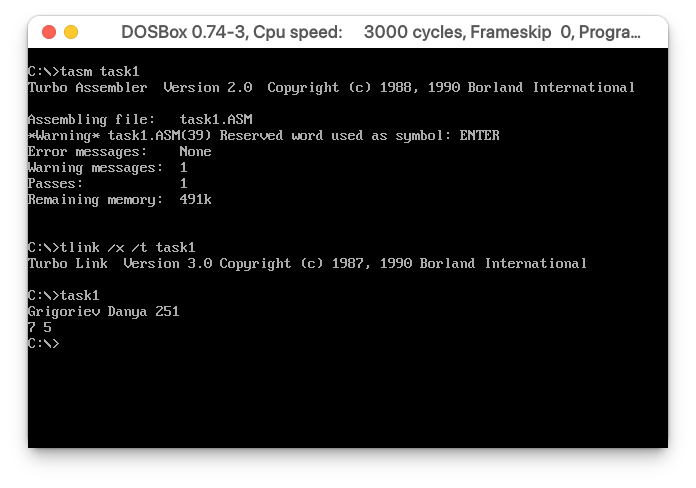 DOSBox 0.74-3, Cpu speed: 3000 cycles, Frameskip 0, Progra...
C:\>tasm task1
Turbo Assembler Version 2.0 Copyright (c) 1988, 1990 Borland International
Assembling file: task1.ASM
*Warning* task1.ASM(39) Reserved word used as symbol: ENTER
Error messages: None
Warning messages: 1
Passes: 1
Remaining memory: 491k
C:\>tlink /x /t task1
Turbo Link Version 3.0 Copyright (c) 1987, 1990 Borland International
C:\>task1
Grigoriev Danya 251
7 5
C:\>